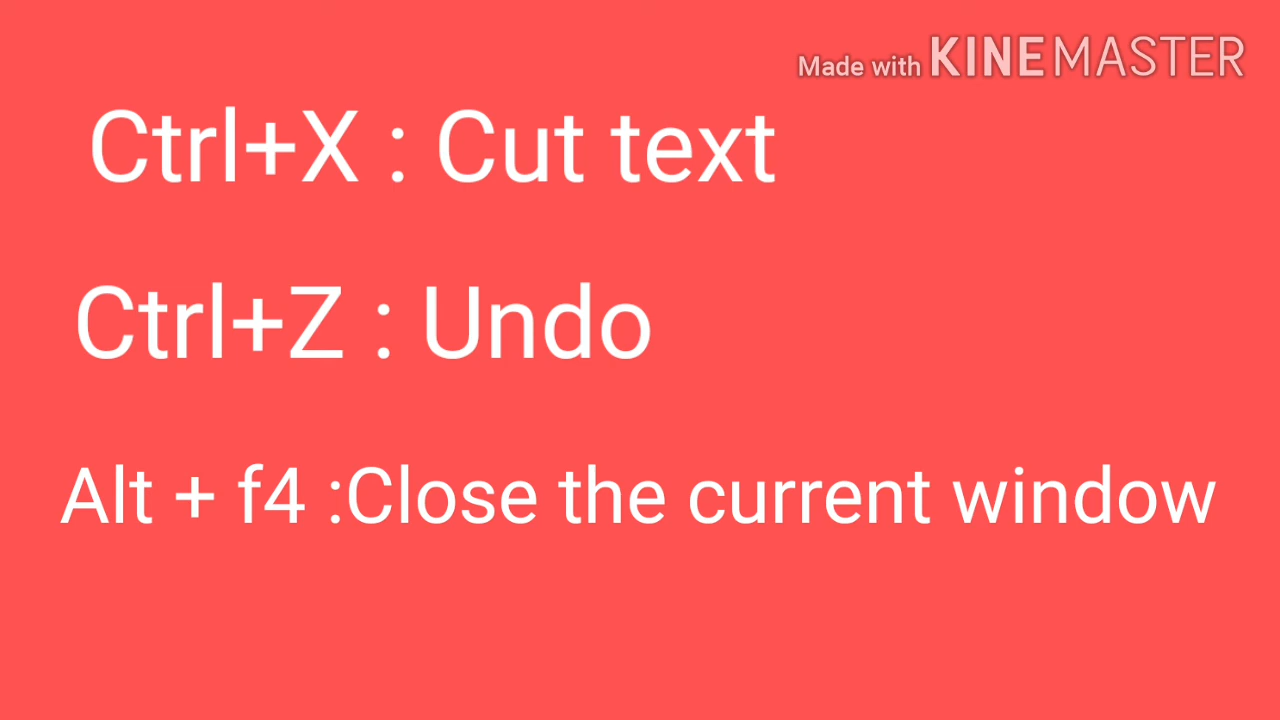 Made with KINEMASTER
Ctrl+X : Cut text
Ctrl+Z : Undo
Alt + f4 :Close the current window